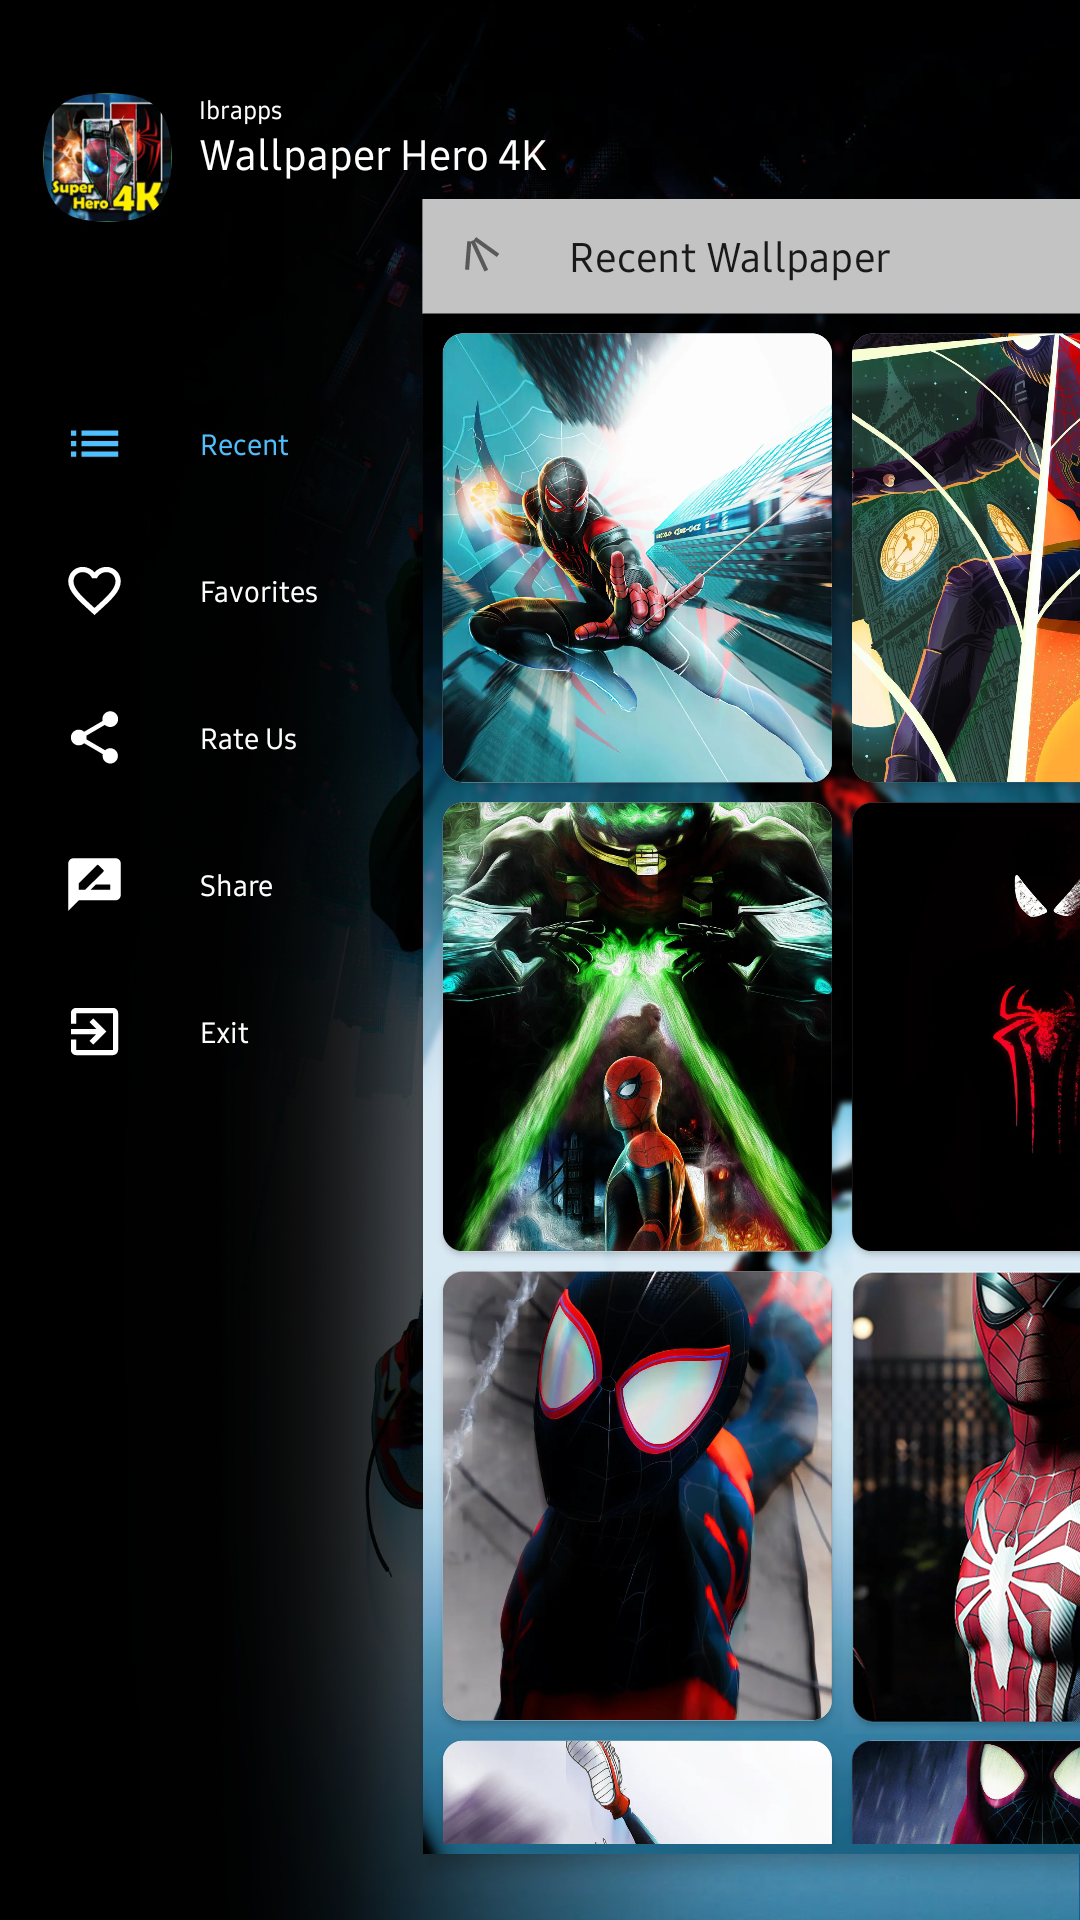 Ibrapps
Wallpaper Hero 4K
Super
Hero 4K
Recent Wallpaper
Recent
Favorites
Rate Us
Share
Exit